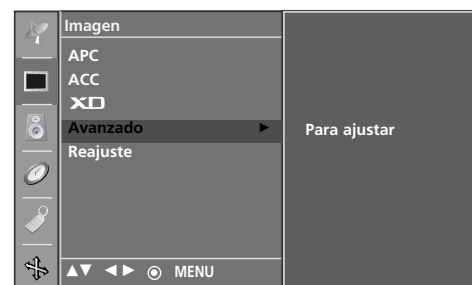 Imagen
APC
ACC
XD
Avanzado ►
Para ajustar
Reajuste
▲▼ ◄► ◉ MENU